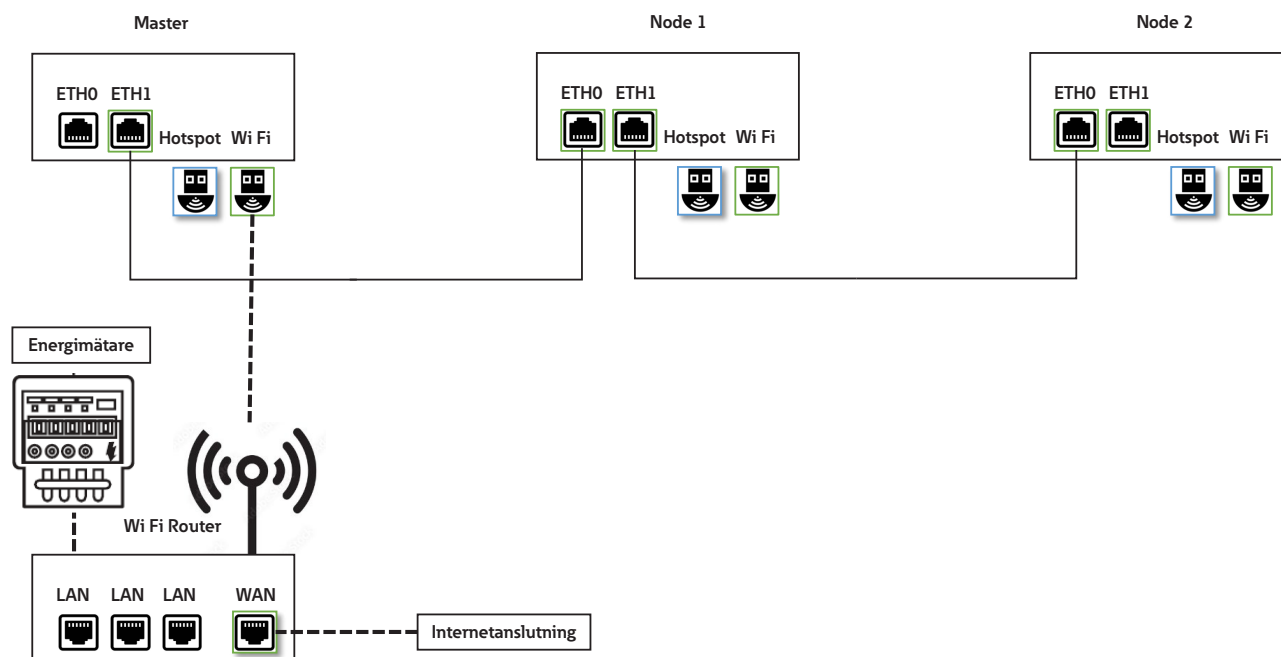 Master
Node 1
Node 2
ETH0 ETH1
Hotspot Wi Fi
ETH0 ETH1
Hotspot Wi Fi
ETH0 ETH1
Hotspot Wi Fi
Energimätare
Wi Fi Router
LAN LAN LAN WAN
Internetanslutning